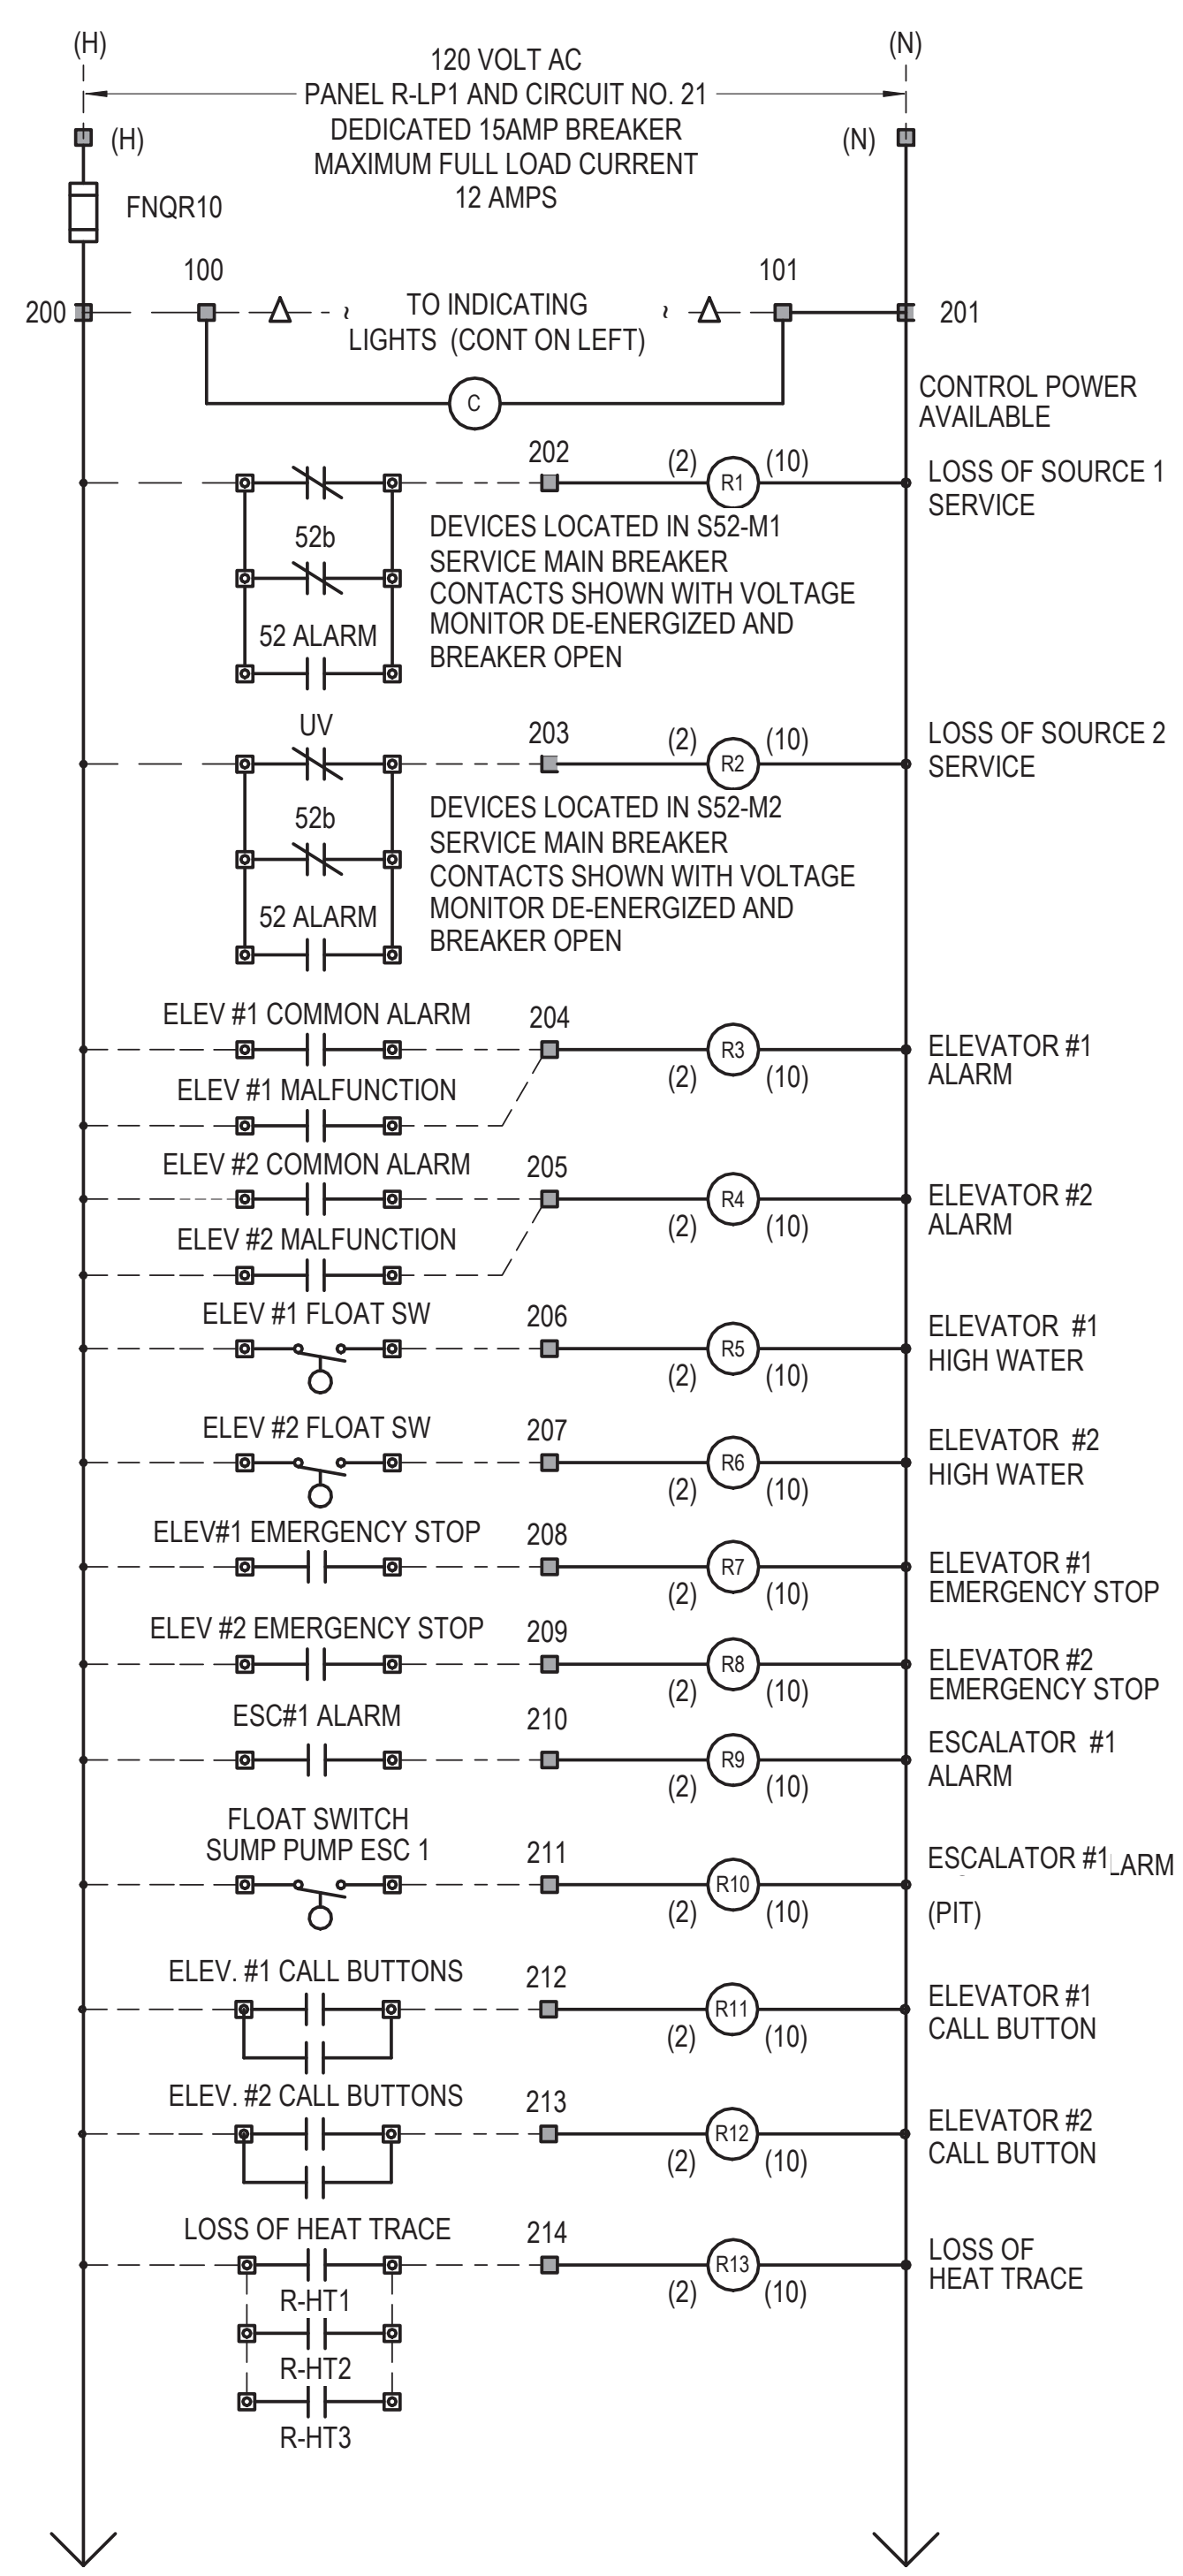 (H)
(N)
120 VOLT AC
PANEL R-LP1 AND CIRCUIT NO. 21
DEDICATED 15AMP BREAKER
MAXIMUM FULL LOAD CURRENT
12 AMPS
(H)
(N)
FNQR10
100
101
200
TO INDICATING
LIGHTS (CONT ON LEFT)
201
C
CONTROL POWER
AVAILABLE
202
(2)
R1
(10)
LOSS OF SOURCE 1
SERVICE
52b
52 ALARM
DEVICES LOCATED IN S52-M1
SERVICE MAIN BREAKER
CONTACTS SHOWN WITH VOLTAGE
MONITOR DE-ENERGIZED AND
BREAKER OPEN
UV
203
(2)
R2
(10)
LOSS OF SOURCE 2
SERVICE
52b
52 ALARM
DEVICES LOCATED IN S52-M2
SERVICE MAIN BREAKER
CONTACTS SHOWN WITH VOLTAGE
MONITOR DE-ENERGIZED AND
BREAKER OPEN
ELEV #1 COMMON ALARM
204
R3
(2)
(10)
ELEVATOR #1
ALARM
ELEV #1 MALFUNCTION
ELEV #2 COMMON ALARM
205
R4
(2)
(10)
ELEVATOR #2
ALARM
ELEV #2 MALFUNCTION
ELEV #1 FLOAT SW
206
R5
(2)
(10)
ELEVATOR #1
HIGH WATER
ELEV #2 FLOAT SW
207
R6
(2)
(10)
ELEVATOR #2
HIGH WATER
ELEV#1 EMERGENCY STOP
208
R7
(2)
(10)
ELEVATOR #1
EMERGENCY STOP
ELEV #2 EMERGENCY STOP
209
R8
(2)
(10)
ELEVATOR #2
EMERGENCY STOP
ESC#1 ALARM
210
R9
(2)
(10)
ESCALATOR #1
ALARM
FLOAT SWITCH
SUMP PUMP ESC 1
211
R10
(2)
(10)
ESCALATOR #1 LARM
(PIT)
ELEV. #1 CALL BUTTONS
212
R11
(2)
(10)
ELEVATOR #1
CALL BUTTON
ELEV. #2 CALL BUTTONS
213
R12
(2)
(10)
ELEVATOR #2
CALL BUTTON
LOSS OF HEAT TRACE
214
R13
(2)
(10)
LOSS OF
HEAT TRACE
R-HT1
R-HT2
R-HT3